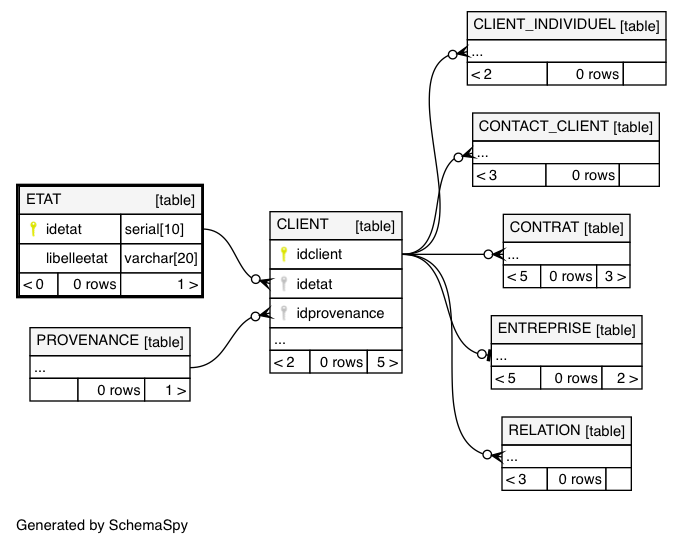 CLIENT_INDIVIDUEL [table]
...
< 2 0 rows
CONTACT_CLIENT [table]
...
< 3 0 rows
ETAT [table]
idetat serial[10]
libelleetat varchar[20]
< 0 0 rows 1 >
CLIENT [table]
idclient
idetat
idprovenance
...
< 2 0 rows 5 >
CONTRAT [table]
...
< 5 0 rows 3 >
PROVENANCE [table]
...
0 rows 1 >
ENTREPRISE [table]
...
< 5 0 rows 2 >
RELATION [table]
...
< 3 0 rows
Generated by SchemaSpy